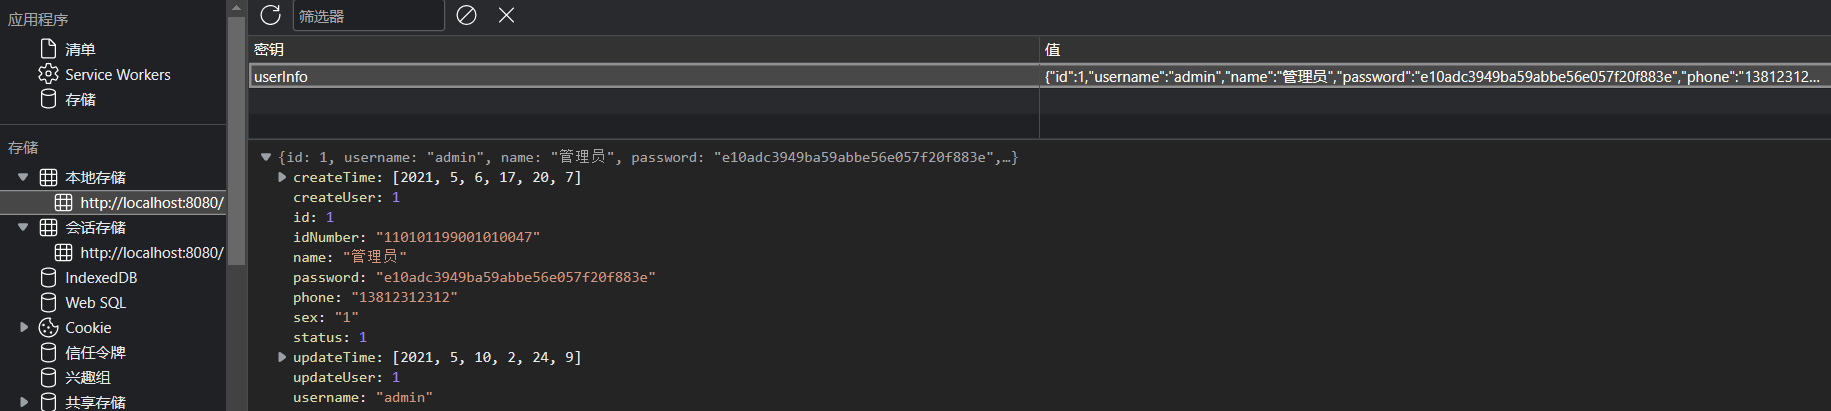 应用程序
清单
Service Workers
存储
存储
本地存储
http://localhost:8080/
会话存储
http://localhost:8080/
IndexedDB
Web SQL
Cookie
信任令牌
兴趣组
共享存储
筛选器
密钥 值
userInfo {"id":1,"username":"admin","name":"管理员","password":"e10adc3949ba59abbe56e057f20f883e","phone":"13812312...
{id: 1, username: "admin", name: "管理员", password: "e10adc3949ba59abbe56e057f20f883e",…}
createTime: [2021, 5, 6, 17, 20, 7]
createUser: 1
id: 1
idNumber: "110101199001010047"
name: "管理员"
password: "e10adc3949ba59abbe56e057f20f883e"
phone: "13812312312"
sex: "1"
status: 1
updateTime: [2021, 5, 10, 2, 24, 9]
updateUser: 1
username: "admin"